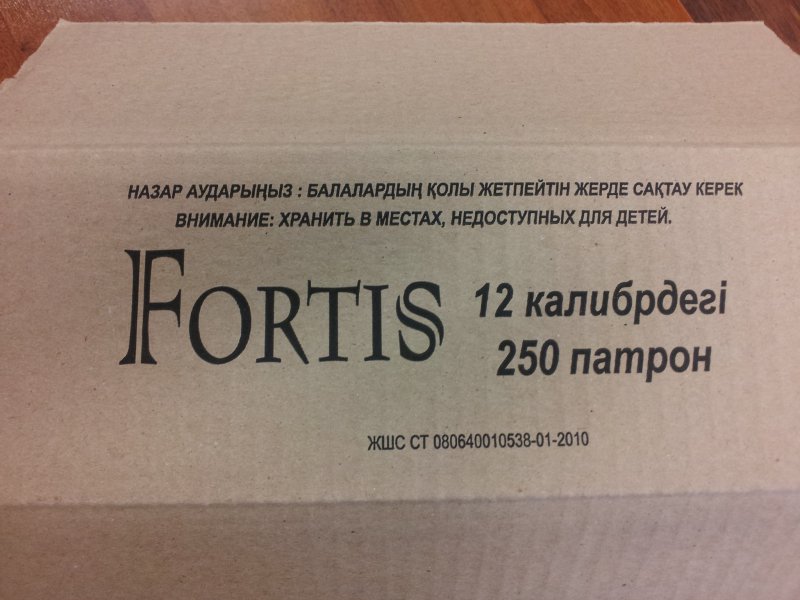 НАЗАР АУДАРЫҢЫЗ : БАЛАЛАРДЫҢ ҚОЛЫ ЖЕТПЕЙТІН ЖЕРДЕ САҚТАУ КЕРЕК
ВНИМАНИЕ: ХРАНИТЬ В МЕСТАХ, НЕДОСТУПНЫХ ДЛЯ ДЕТЕЙ.
FORTIS
12 калибрдегі
250 патрон
ЖШС СТ 080640010538-01-2010